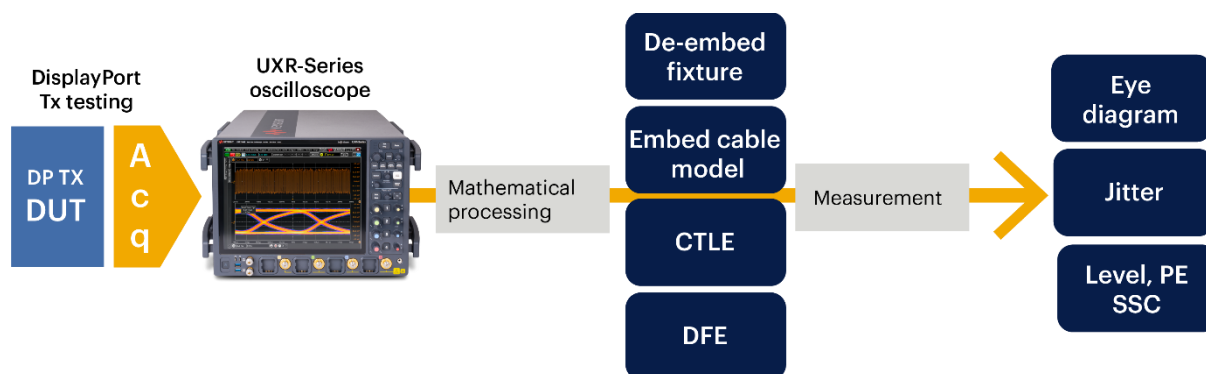 DisplayPort
Tx testing
DP TX
DUT
A
c
q
UXR-Series
oscilloscope
Mathematical
processing
De-embed
fixture
Embed cable
model
CTLE
DFE
Measurement
Eye
diagram
Jitter
Level, PE
SSC